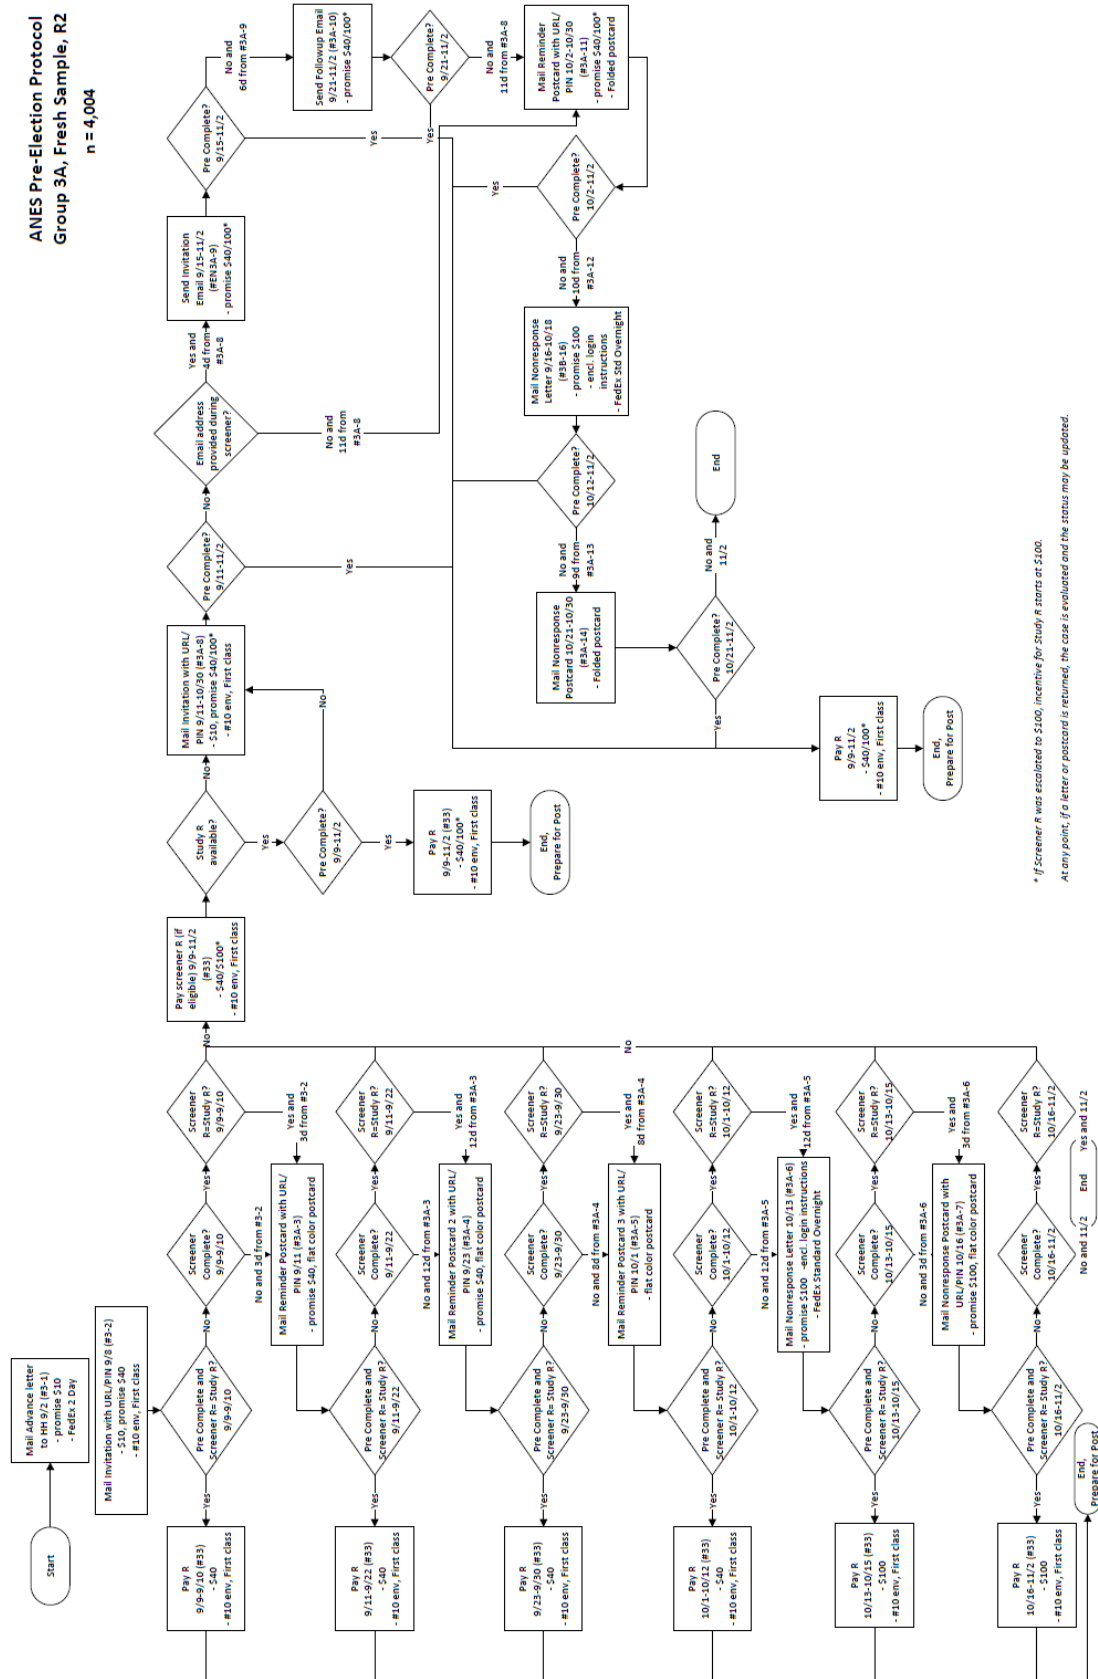 ANES Pre-Election Protocol
Group 3A, Fresh Sample, R2
n = 4,004
Start
Mail Advance letter
to HH 9/2 (#3-1)
- promise $10
- FedEx 2 Day
Mail Invitation with URL/PIN 9/8 (#3-2)
- $10, promise $40
- #10 env, First class
Pay R
9/9-9/10 (#33)
- $40
- #10 env, First class
Yes
Pre Complete and
Screener R= Study R?
9/9-9/10
No
Screener
Complete?
9/9-9/10
Yes
Screener
R=Study R?
9/9-9/10
No
No and 3d from #3-2
Yes and
3d from #3-2
Mail Reminder Postcard with URL/
PIN 9/11 (#3A-3)
- promise $40, flat color postcard
Pay R
9/11-9/22 (#33)
- $40
- #10 env, First class
Yes
Pre Complete and
Screener R= Study R?
9/11-9/22
No
Screener
Complete?
9/11-9/22
Yes
Screener
R=Study R?
9/11-9/22
No and 12d from #3A-3
Yes and
12d from #3A-3
Mail Reminder Postcard 2 with URL/
PIN 9/23 (#3A-4)
- promise $40, flat color postcard
Pay R
9/23-9/30 (#33)
- $40
- #10 env, First class
Yes
Pre Complete and
Screener R= Study R?
9/23-9/30
No
Screener
Complete?
9/23-9/30
Yes
Screener
R=Study R?
9/23-9/30
No
No and 8d from #3A-4
Yes and
8d from #3A-4
Mail Reminder Postcard 3 with URL/
PIN 10/1 (#3A-5)
- flat color postcard
Pay R
10/1-10/12 (#33)
- $40
- #10 env, First class
Yes
Pre Complete and
Screener R= Study R?
10/1-10/12
No
Screener
Complete?
10/1-10/12
Yes
Screener
R=Study R?
10/1-10/12
No and 12d from #3A-5
Yes and
12d from #3A-5
Mail Nonresponse Letter 10/13 (#3A-6)
- promise $100 -encl. login instructions
- FedEx Standard Overnight
Pay R
10/13-10/15 (#33)
- $100
- #10 env, First class
Yes
Pre Complete and
Screener R= Study R?
10/13-10/15
No
Screener
Complete?
10/13-10/15
Yes
Screener
R=Study R?
10/13-10/15
No and 3d from #3A-6
Yes and
3d from #3A-6
Mail Nonresponse Postcard with
URL/PIN 10/16 (#3A-7)
- promise $100, flat color postcard
Pay R
10/16-11/2 (#33)
- $100
- #10 env, First class
Yes
Pre Complete and
Screener R= Study R?
10/16-11/2
No
Screener
Complete?
10/16-11/2
Yes
Screener
R=Study R?
10/16-11/2
No and 11/2
End
Yes and 11/2
End,
Prepare for Post
Pay screener R (if
eligible) 9/9-11/2
(#33)
- $40/$100*
- #10 env, First class
Study R
available?
No
Yes
Pre Complete?
9/9-11/2
No
Yes
Pay R
9/9-11/2 (#33)
- $40/100*
- #10 env, First class
End,
Prepare for Post
Mail Invitation with URL/
PIN 9/11-10/30 (#3A-8)
- $10, promise $40/100*
- #10 env, First class
Pre Complete?
9/11-11/2
No
Yes
Email address
provided during
screener?
Yes and
4d from
#3A-8
No and
11d from
#3A-8
Send Invitation
Email 9/15-11/2
(#EN3A-9)
- promise $40/100*
Pre Complete?
9/15-11/2
Yes
No and
6d from #3A-9
Send Followup Email
9/21-11/2 (#3A-10)
- promise $40/100*
Pre Complete?
9/21-11/2
Yes
No and
11d from #3A-8
Mail Reminder
Postcard with URL/
PIN 10/2-10/30
(#3A-11)
- promise $40/100*
- Folded postcard
Pre Complete?
10/2-11/2
Yes
No and
10d from
#3A-12
Mail Nonresponse
Letter 9/16-10/18
(#3B-16)
- promise $100
- encl. login
instructions
- FedEx Std Overnight
Pre Complete?
10/12-11/2
No and
9d from
#3A-13
Mail Nonresponse
Postcard 10/21-10/30
(#3A-14)
- Folded postcard
Pre Complete?
10/21-11/2
No and
11/2
End
Yes
Pay R
9/9-11/2
- $40/100*
- #10 env, First class
End,
Prepare for Post
* If Screener R was escalated to $100, incentive for Study R starts at $100.
At any point, if a letter or postcard is returned, the case is evaluated and the status may be updated.